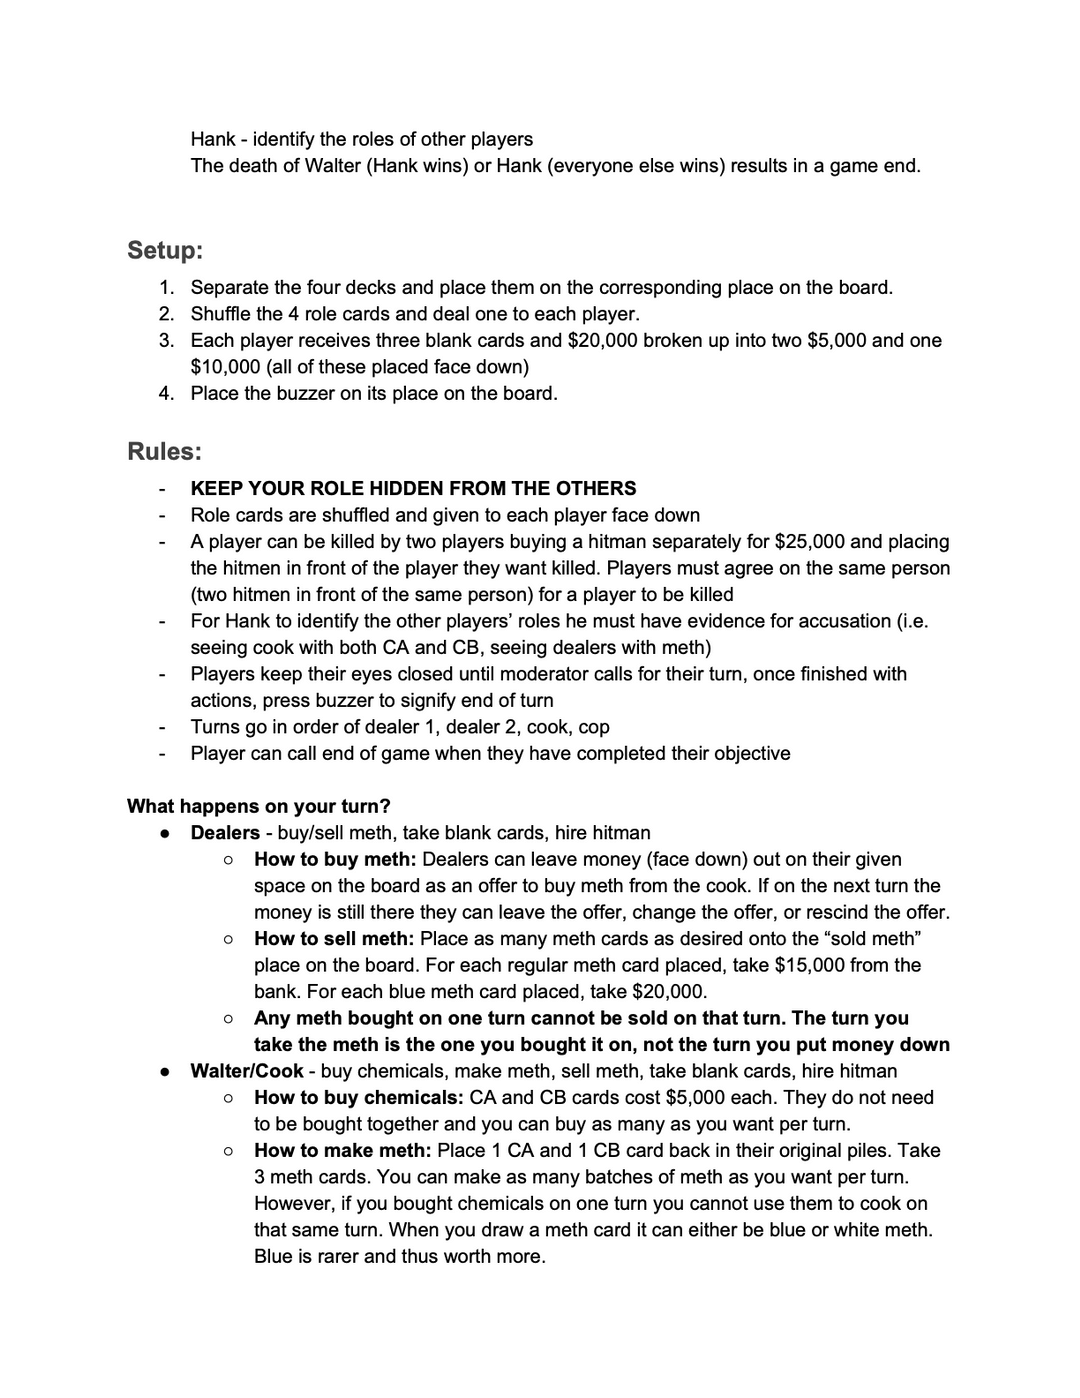 Hank - identify the roles of other players
The death of Walter (Hank wins) or Hank (everyone else wins) results in a game end.
Setup:
1. Separate the four decks and place them on the corresponding place on the board.
2. Shuffle the 4 role cards and deal one to each player.
3. Each player receives three blank cards and $20,000 broken up into two $5,000 and one
$10,000 (all of these placed face down)
4. Place the buzzer on its place on the board.
Rules:
- KEEP YOUR ROLE HIDDEN FROM THE OTHERS
- Role cards are shuffled and given to each player face down
- A player can be killed by two players buying a hitman separately for $25,000 and placing
the hitmen in front of the player they want killed. Players must agree on the same person
(two hitmen in front of the same person) for a player to be killed
- For Hank to identify the other players’ roles he must have evidence for accusation (i.e.
seeing cook with both CA and CB, seeing dealers with meth)
- Players keep their eyes closed until moderator calls for their turn, once finished with
actions, press buzzer to signify end of turn
- Turns go in order of dealer 1, dealer 2, cook, cop
- Player can call end of game when they have completed their objective
What happens on your turn?
● Dealers - buy/sell meth, take blank cards, hire hitman
○ How to buy meth: Dealers can leave money (face down) out on their given
space on the board as an offer to buy meth from the cook. If on the next turn the
money is still there they can leave the offer, change the offer, or rescind the offer.
○ How to sell meth: Place as many meth cards as desired onto the “sold meth”
place on the board. For each regular meth card placed, take $15,000 from the
bank. For each blue meth card placed, take $20,000.
○ Any meth bought on one turn cannot be sold on that turn. The turn you
take the meth is the one you bought it on, not the turn you put money down
● Walter/Cook - buy chemicals, make meth, sell meth, take blank cards, hire hitman
○ How to buy chemicals: CA and CB cards cost $5,000 each. They do not need
to be bought together and you can buy as many as you want per turn.
○ How to make meth: Place 1 CA and 1 CB card back in their original piles. Take
3 meth cards. You can make as many batches of meth as you want per turn.
However, if you bought chemicals on one turn you cannot use them to cook on
that same turn. When you draw a meth card it can either be blue or white meth.
Blue is rarer and thus worth more.